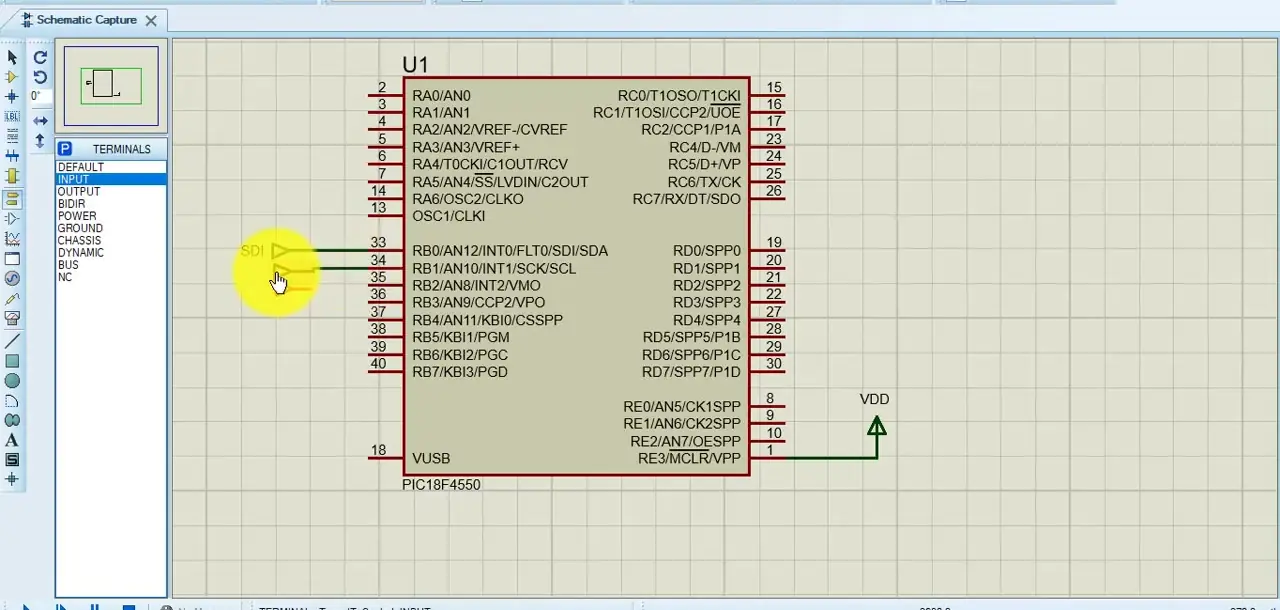 Schematic Capture
0°
LBL
A
S
P TERMINALS
DEFAULT
INPUT
OUTPUT
BIDIR
POWER
GROUND
CHASSIS
DYNAMIC
BUS
NC
U1
2 RA0/AN0
3 RA1/AN1
4 RA2/AN2/VREF-/CVREF
5 RA3/AN3/VREF+
6 RA4/T0CKI/C1OUT/RCV
7 RA5/AN4/SS/LVDIN/C2OUT
14 RA6/OSC2/CLKO
13 OSC1/CLKI
SDI
33 RB0/AN12/INT0/FLT0/SDI/SDA
34 RB1/AN10/INT1/SCK/SCL
35 RB2/AN8/INT2/VMO
36 RB3/AN9/CCP2/VPO
37 RB4/AN11/KBI0/CSSPP
38 RB5/KBI1/PGM
39 RB6/KBI2/PGC
40 RB7/KBI3/PGD
18 VUSB
RC0/T1OSO/T1CKI 15
RC1/T1OSI/CCP2/UOE 16
RC2/CCP1/P1A 17
RC4/D-/VM 23
RC5/D+/VP 24
RC6/TX/CK 25
RC7/RX/DT/SDO 26
RD0/SPP0 19
RD1/SPP1 20
RD2/SPP2 21
RD3/SPP3 22
RD4/SPP4 27
RD5/SPP5/P1B 28
RD6/SPP6/P1C 29
RD7/SPP7/P1D 30
RE0/AN5/CK1SPP 8
RE1/AN6/CK2SPP 9
RE2/AN7/OESPP 10
RE3/MCLR/VPP 1
VDD
PIC18F4550